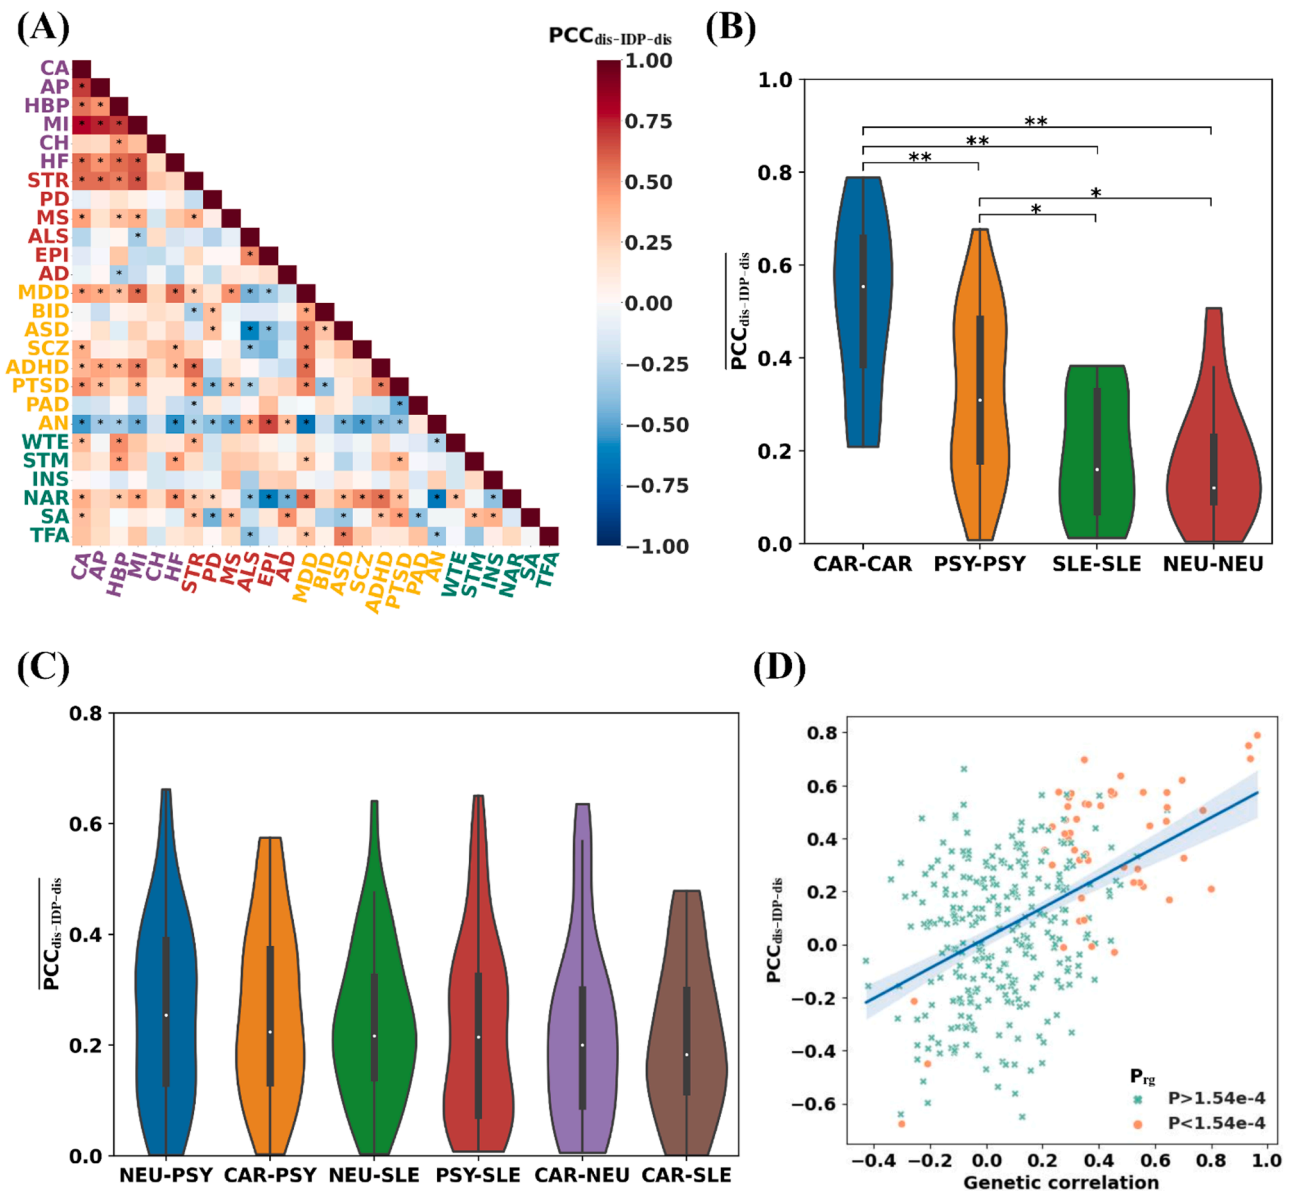 (A)
PCCdis-IDP-dis
CA
AP
HBP
MI
CH
HF
STR
PD
MS
ALS
EPI
AD
MDD
BID
ASD
SCZ
ADHD
PTSD
PAD
AN
WTE
STM
INS
NAR
SA
TFA
CA AP HBP MI CH HF STR PD MS ALS EPI AD MDD BID ASD SCZ ADHD PTSD PAD AN WTE STM INS NAR SA TFA
1.00
0.75
0.50
0.25
0.00
−0.25
−0.50
−0.75
−1.00
(B)
PCCdis-IDP-dis
1.0
0.8
0.6
0.4
0.2
0.0
**
**
**
*
*
CAR-CAR PSY-PSY SLE-SLE NEU-NEU
(C)
PCCdis-IDP-dis
0.8
0.6
0.4
0.2
0.0
NEU-PSY CAR-PSY NEU-SLE PSY-SLE CAR-NEU CAR-SLE
(D)
PCCdis-IDP-dis
0.8
0.6
0.4
0.2
0.0
−0.2
−0.4
−0.6
Prg
P>1.54e-4
P<1.54e-4
−0.4 −0.2 0.0 0.2 0.4 0.6 0.8 1.0
Genetic correlation